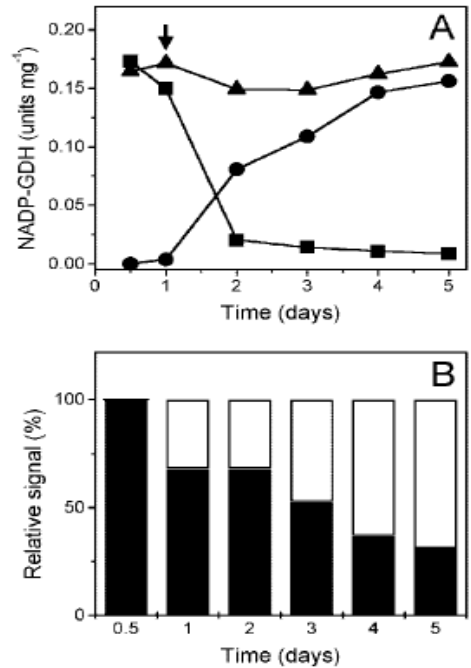 A
NADP-GDH (units mg⁻¹)
0.20
0.15
0.10
0.05
0.00
0 1 2 3 4 5
Time (days)
B
Relative signal (%)
100
50
0
0.5 1 2 3 4 5
Time (days)